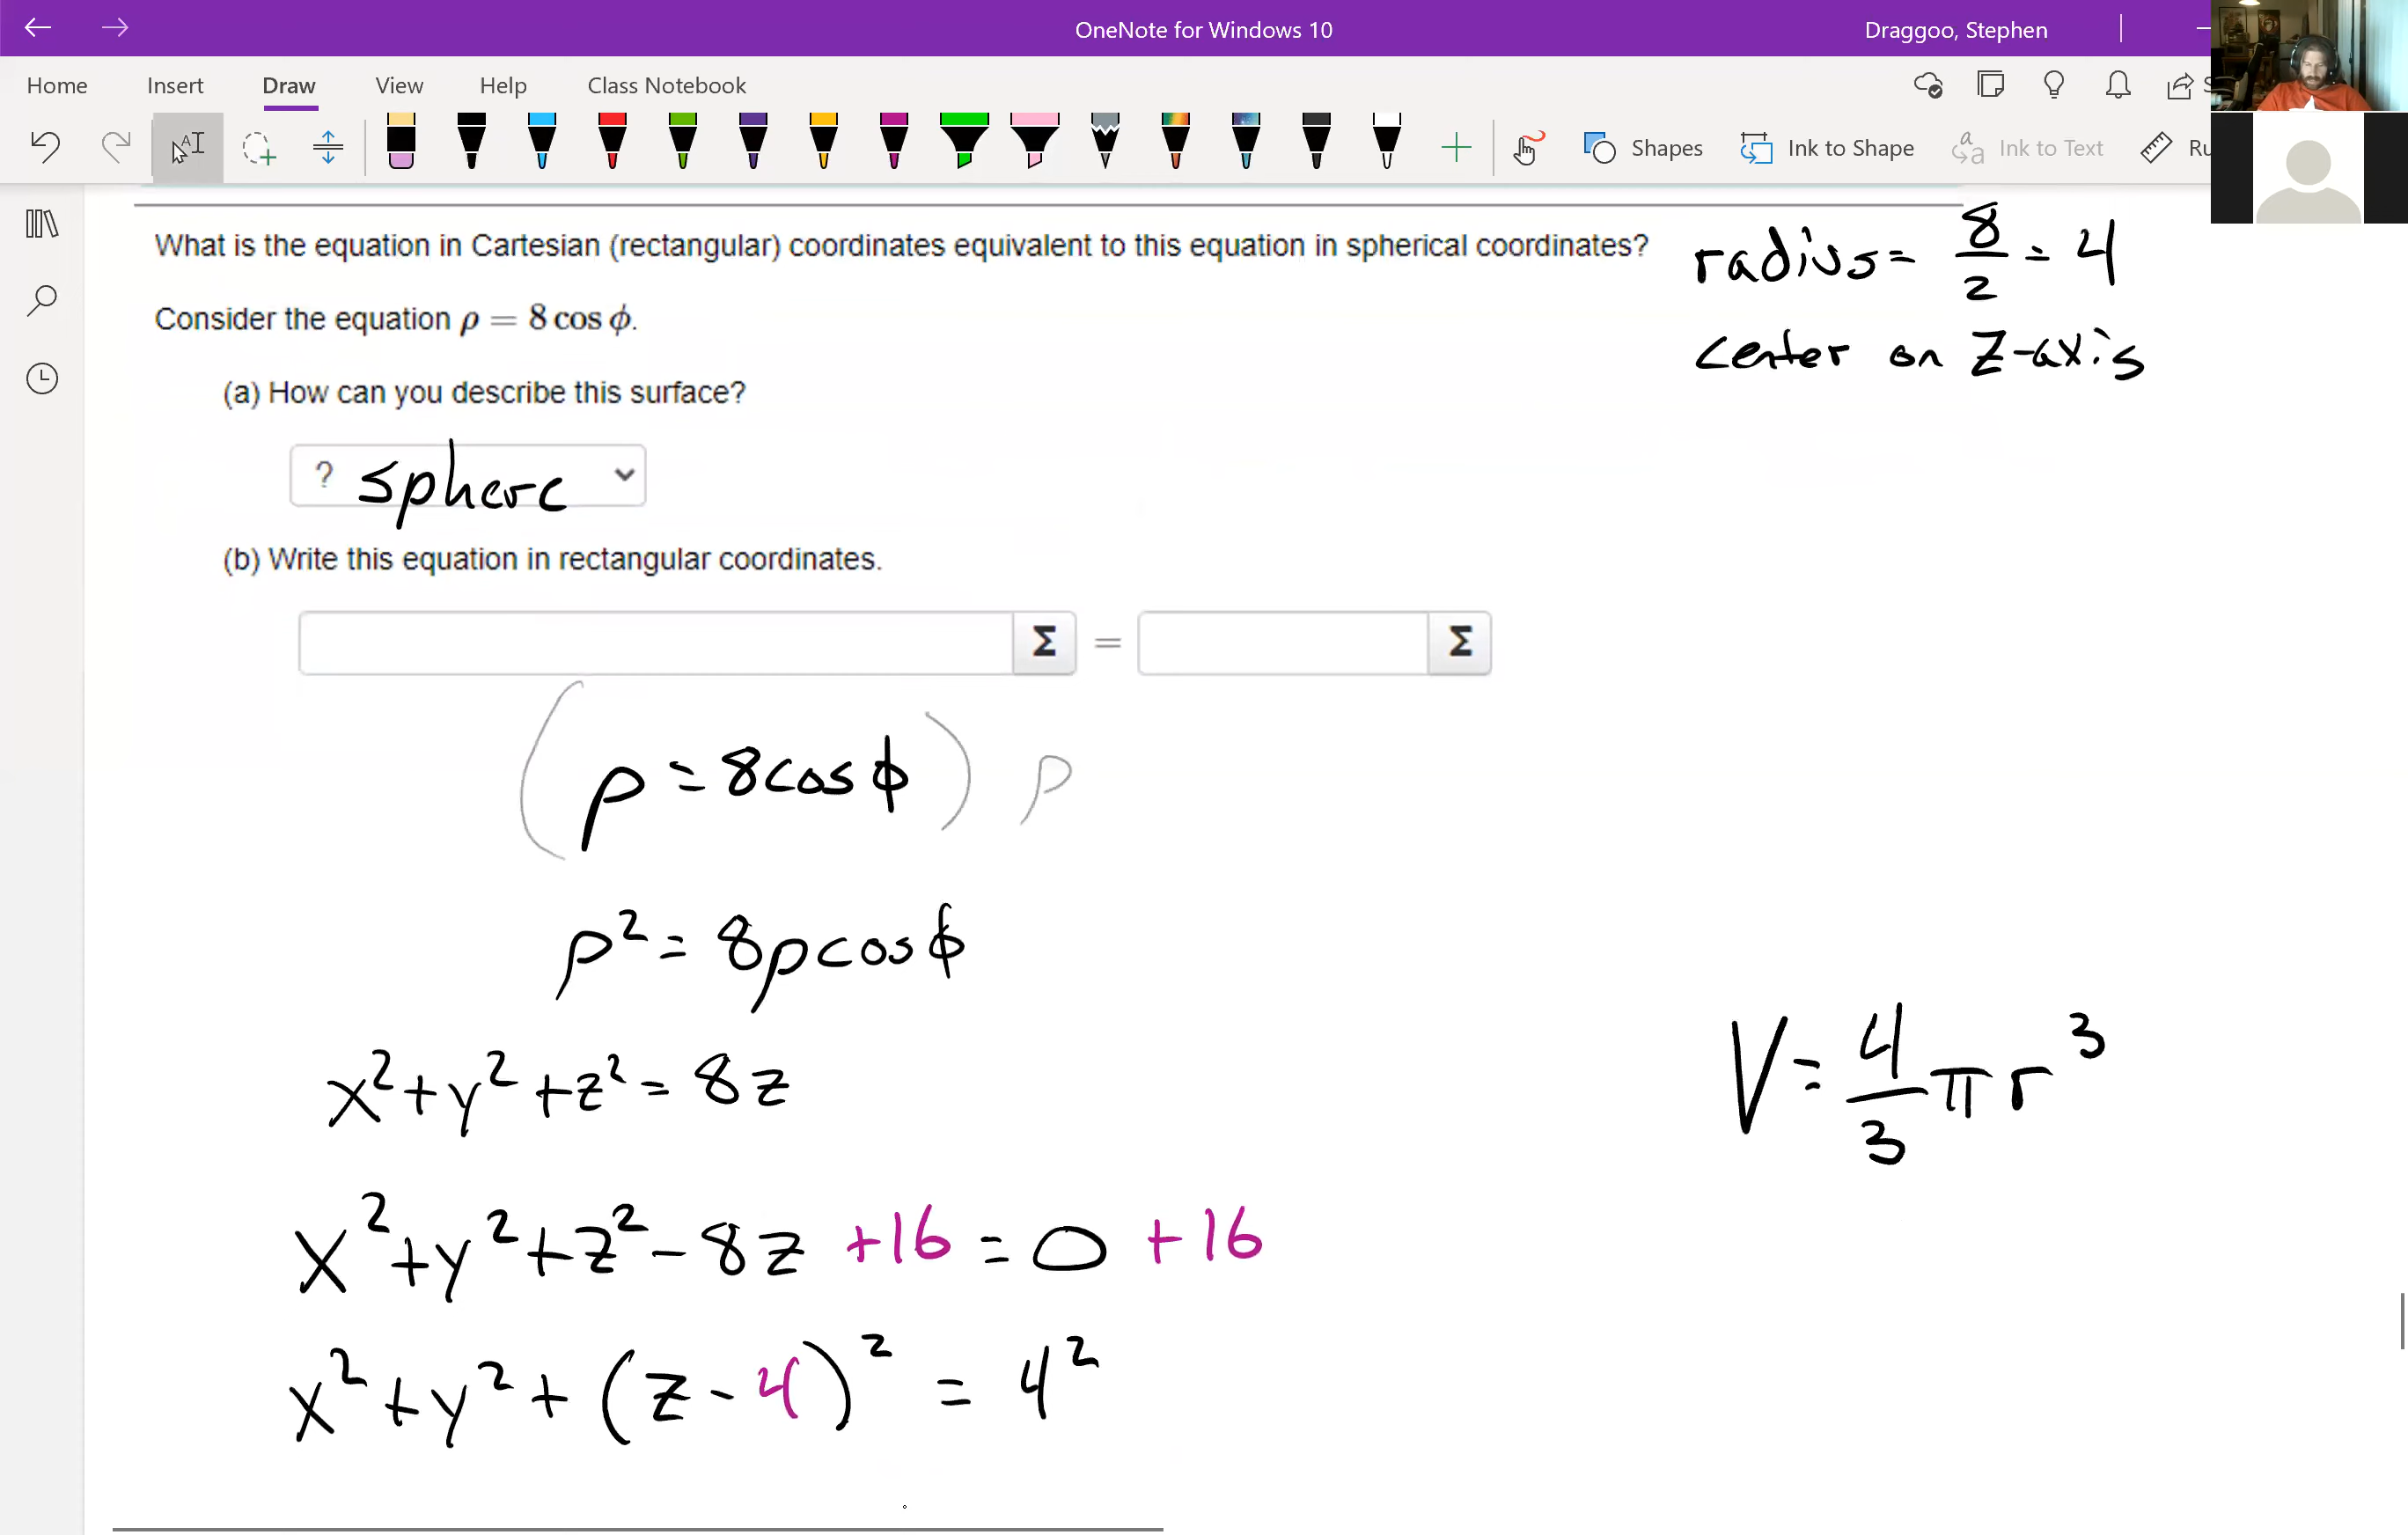 OneNote for Windows 10
Draggoo, Stephen
Home Insert Draw View Help Class Notebook
Shapes Ink to Shape Ink to Text Ru
What is the equation in Cartesian (rectangular) coordinates equivalent to this equation in spherical coordinates?
radius = 8/2 = 4
Consider the equation ρ = 8 cos ϕ.
center on z-axis
(a) How can you describe this surface?
? sphere
(b) Write this equation in rectangular coordinates.
Σ = Σ
(ρ = 8cosϕ) ρ
ρ² = 8ρcosϕ
x² + y² + z² = 8z
V = 4/3 π r³
x² + y² + z² - 8z +16 = 0 +16
x² + y² + (z - 4)² = 4²